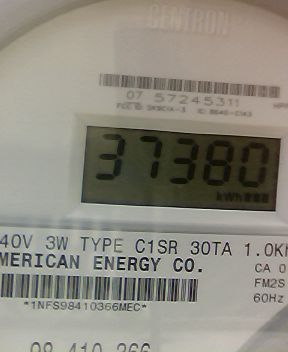 CENTRON
07 57245311
37380
kWh
40V 3W TYPE C1SR 30TA 1.0Kh
MERICAN ENERGY CO.
CA 0
FM2S
60Hz
*1NFS98410366MEC*
98 410 366